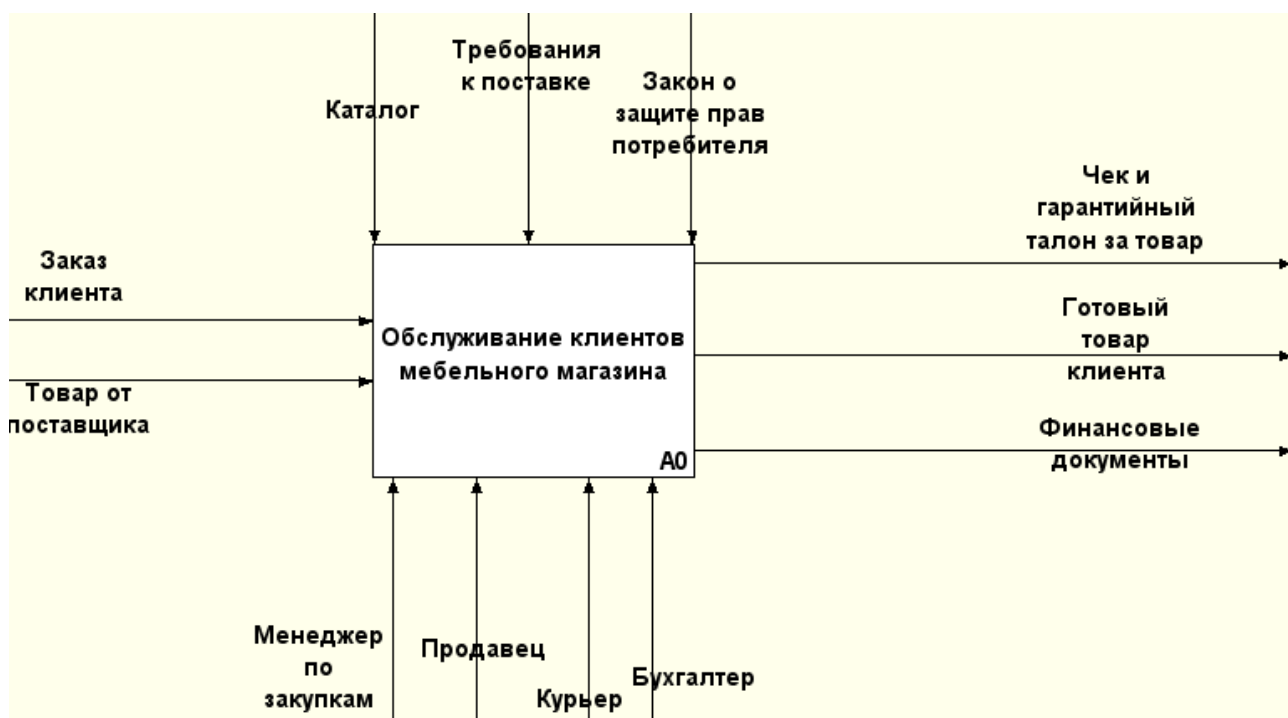 Требования
к поставке
Каталог
Закон о
защите прав
потребителя
Чек и
гарантийный
талон за товар
Заказ
клиента
Готовый
товар
клиента
Обслуживание клиентов
мебельного магазина
Товар от
поставщика
Финансовые
документы
A0
Менеджер
по
закупкам
Продавец
Курьер
Бухгалтер